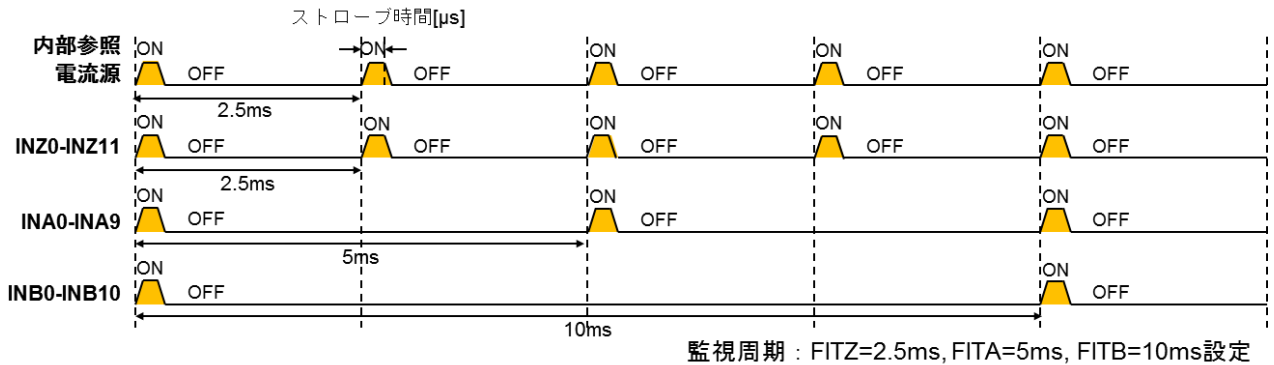 ストローブ時間[µs]
内部参照 ON ON ON ON ON
電流源 OFF OFF OFF OFF OFF
2.5ms
ON ON ON ON ON
INZ0-INZ11 OFF OFF OFF OFF OFF
2.5ms
ON ON ON
INA0-INA9 OFF OFF OFF
5ms
ON ON
INB0-INB10 OFF OFF
10ms
監視周期：FITZ=2.5ms, FITA=5ms, FITB=10ms設定